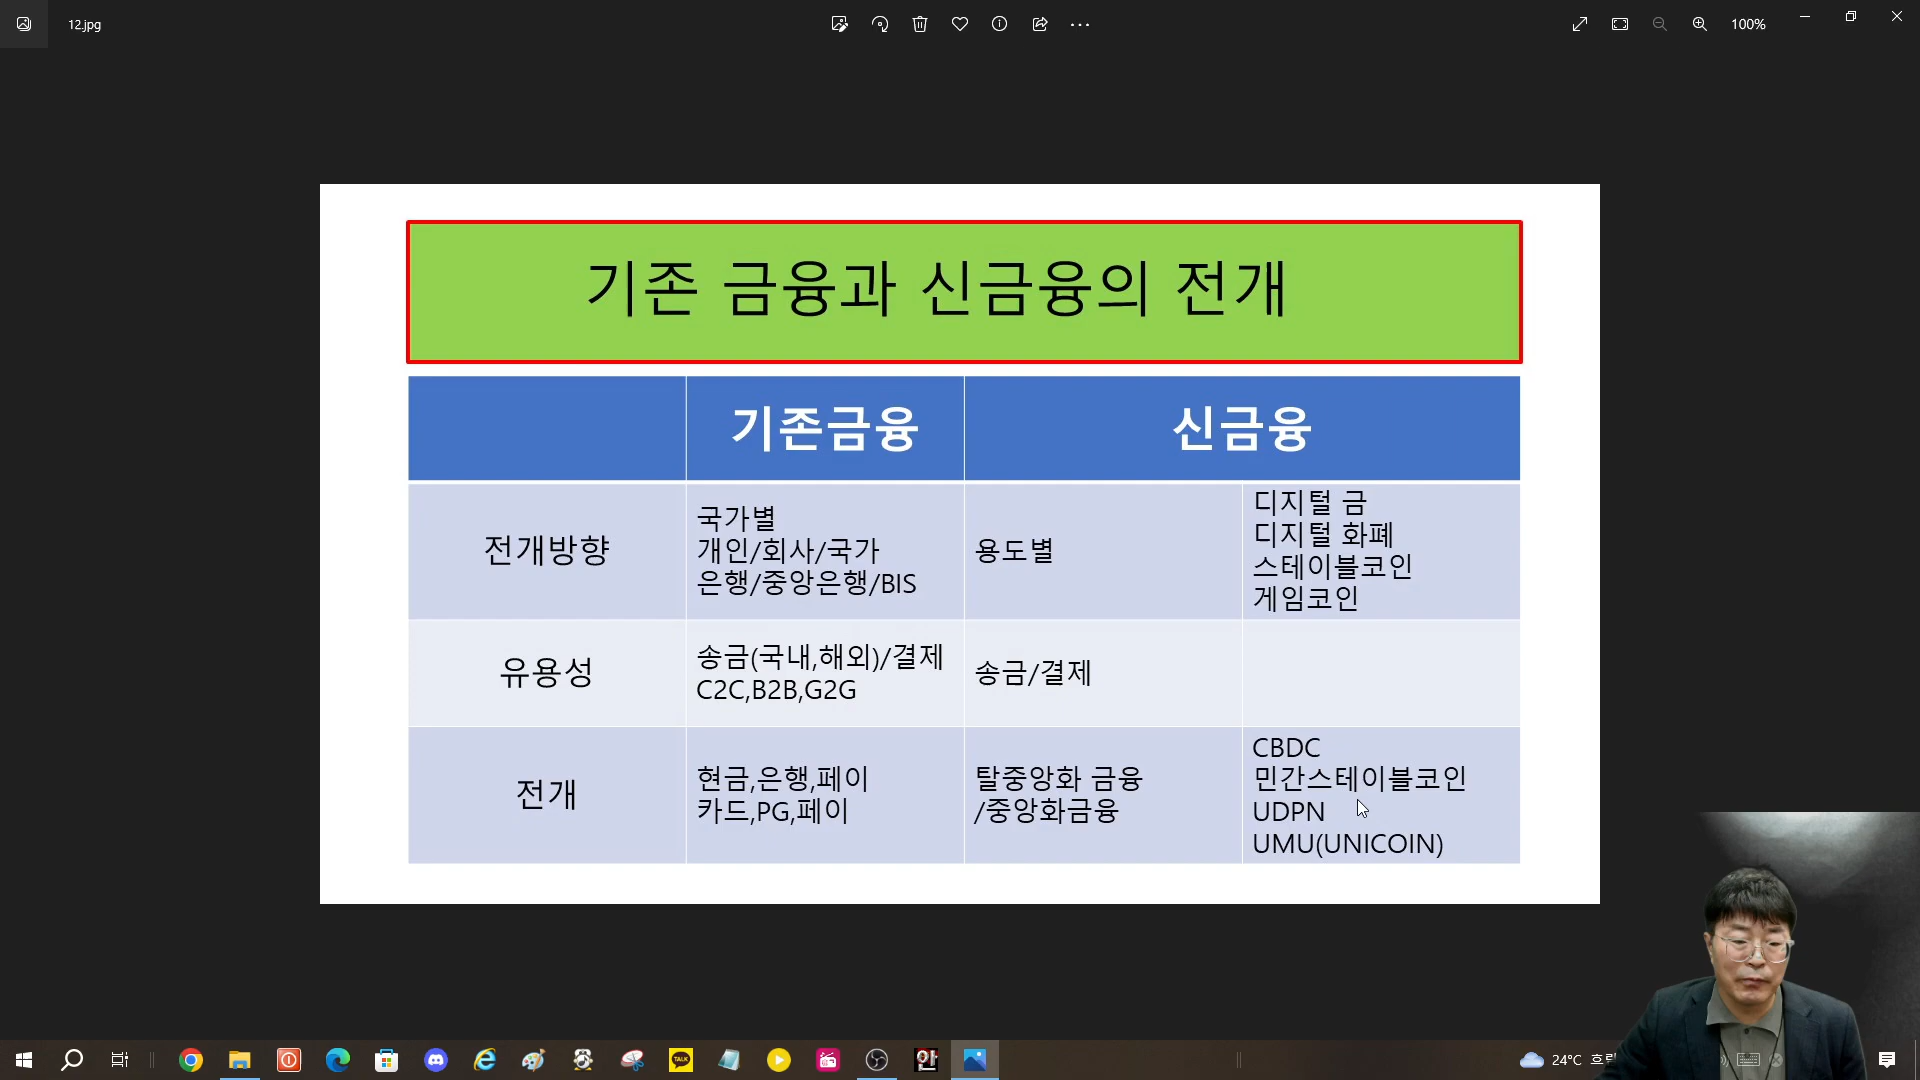 12.jpg
100%
기존 금융과 신금융의 전개
기존금융
신금융
전개방향
국가별
개인/회사/국가
은행/중앙은행/BIS
용도별
디지털 금
디지털 화폐
스테이블코인
게임코인
유용성
송금(국내,해외)/결제
C2C,B2B,G2G
송금/결제
전개
현금,은행,페이
카드,PG,페이
탈중앙화 금융
/중앙화금융
CBDC
민간스테이블코인
UDPN
UMU(UNICOIN)
TALK
안
24°C